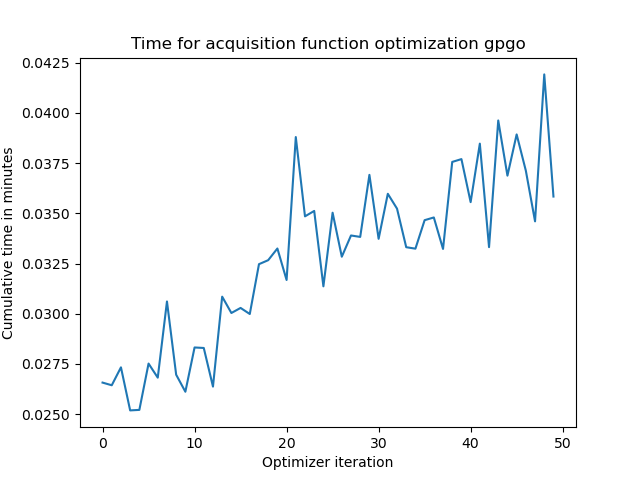 Time for acquisition function optimization gpgo
Cumulative time in minutes
0.0425
0.0400
0.0375
0.0350
0.0325
0.0300
0.0275
0.0250
0 10 20 30 40 50
Optimizer iteration